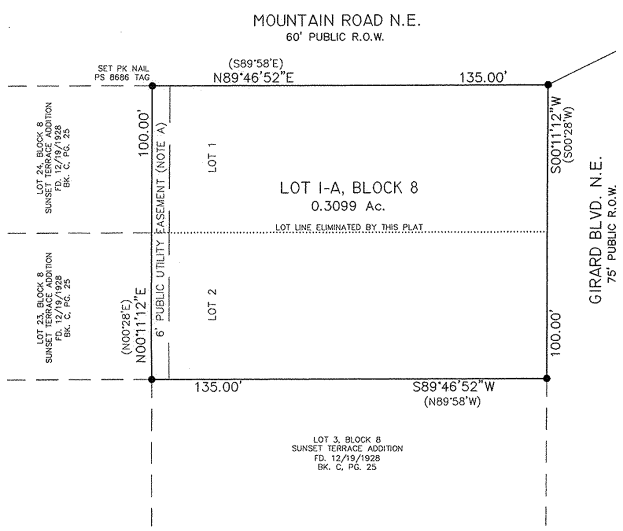 MOUNTAIN ROAD N.E.
60' PUBLIC R.O.W.
SET PK NAIL
PS 8686 TAG
(S89°58'E)
N89°46'52"E
135.00'
LOT 24, BLOCK 8
SUNSET TERRACE ADDITION
FD. 12/19/1928
BK. C, PG. 25
100.00'
6' PUBLIC UTILITY EASEMENT (NOTE A)
LOT 1
LOT 1-A, BLOCK 8
0.3099 Ac.
LOT LINE ELIMINATED BY THIS PLAT
S00°11'12"W
(S00°28'W)
GIRARD BLVD. N.E.
75' PUBLIC R.O.W.
LOT 23, BLOCK 8
SUNSET TERRACE ADDITION
FD. 12/19/1928
BK. C, PG. 25
(N00°28'E)
N00°11'12"E
LOT 2
100.00'
135.00'
S89°46'52"W
(N89°58'W)
LOT 3, BLOCK 8
SUNSET TERRACE ADDITION
FD. 12/19/1928
BK. C, PG. 25